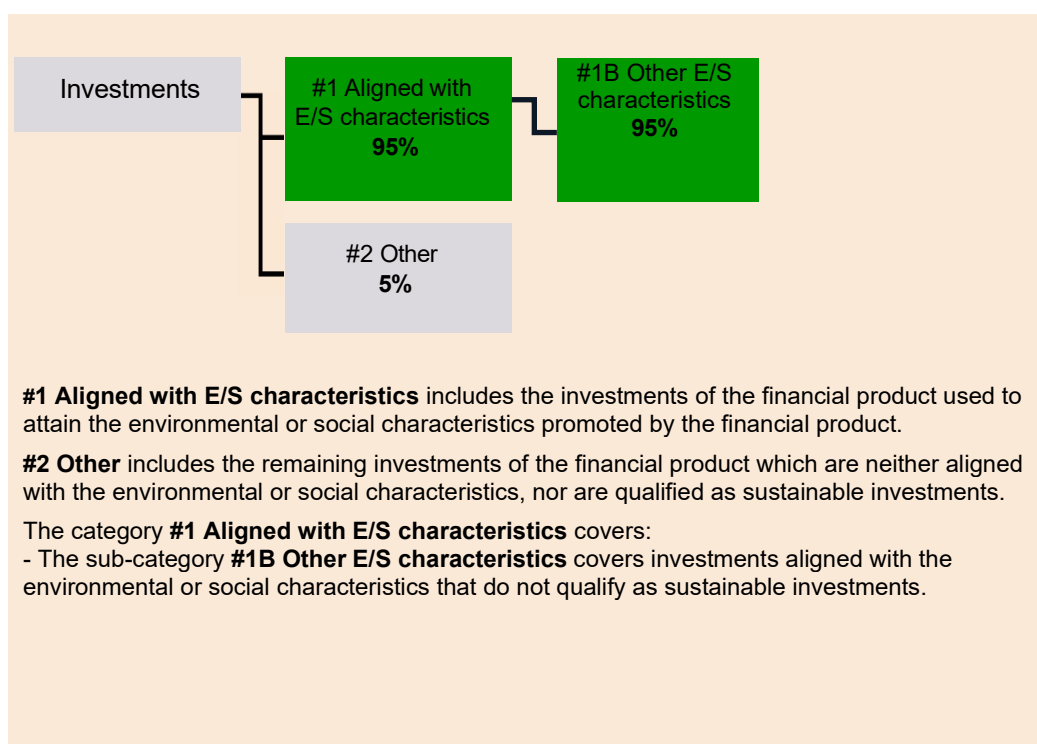 Investments
#1 Aligned with
E/S characteristics
95%
#1B Other E/S
characteristics
95%
#2 Other
5%
#1 Aligned with E/S characteristics includes the investments of the financial product used to
attain the environmental or social characteristics promoted by the financial product.
#2 Other includes the remaining investments of the financial product which are neither aligned
with the environmental or social characteristics, nor are qualified as sustainable investments.
The category #1 Aligned with E/S characteristics covers:
- The sub-category #1B Other E/S characteristics covers investments aligned with the
environmental or social characteristics that do not qualify as sustainable investments.